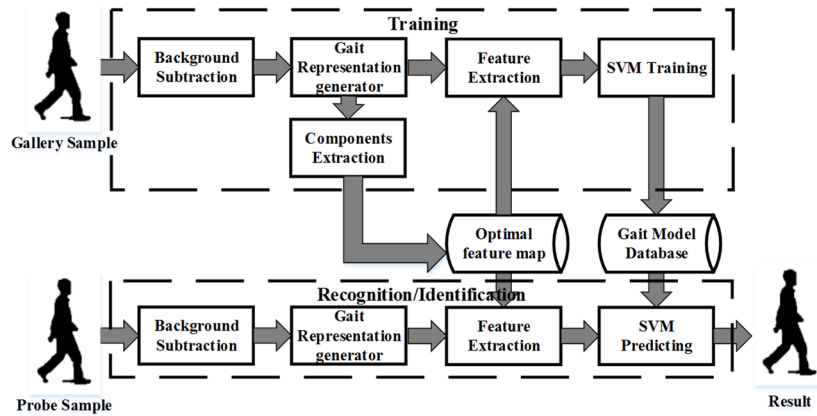 Training
Background
Subtraction
Gait
Representation
generator
Feature
Extraction
SVM Training
Gallery Sample
Components
Extraction
Optimal
feature map
Gait Model
Database
Recognition/Identification
Background
Subtraction
Gait
Representation
generator
Feature
Extraction
SVM
Predicting
Probe Sample
Result